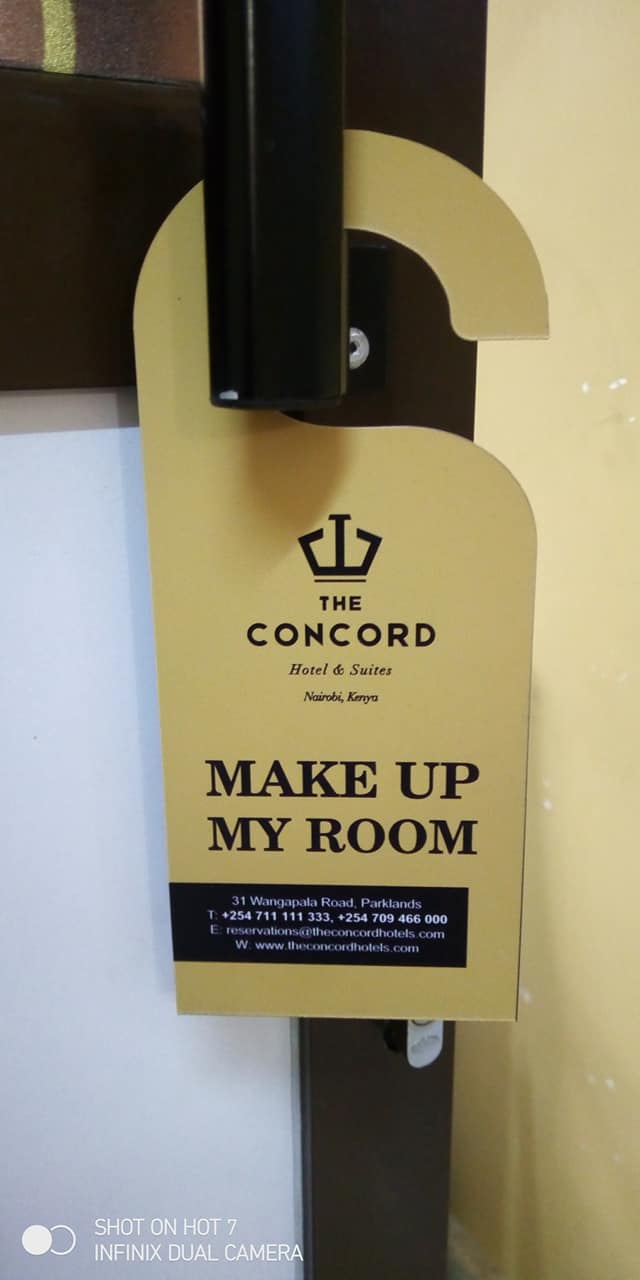 THE
CONCORD
Hotel & Suites
Nairobi, Kenya
MAKE UP
MY ROOM
31 Wangapala Road, Parklands
T: +254 711 111 333, +254 709 466 000
E: reservations@theconcordhotels.com
W: www.theconcordhotels.com
SHOT ON HOT 7
INFINIX DUAL CAMERA